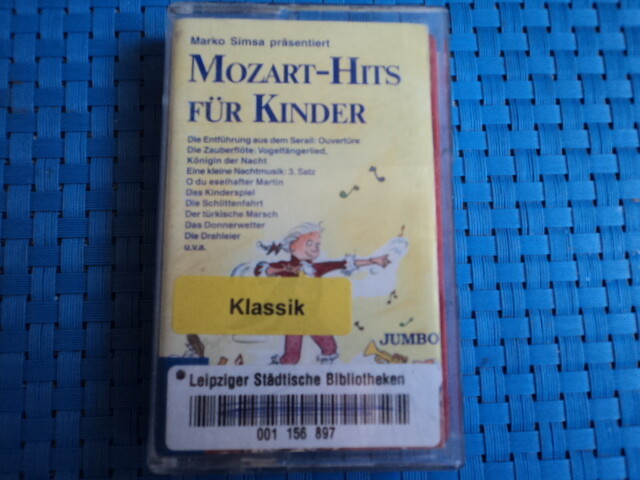 Marko Simsa präsentiert
MOZART-HITS
FÜR KINDER
Die Entführung aus dem Serail: Ouvertüre
Die Zauberflöte: Vogelfängerlied,
Königin der Nacht
Eine kleine Nachtmusik: 3. Satz
O du eselhafter Martin
Das Kinderspiel
Die Schlittenfahrt
Der türkische Marsch
Das Donnerwetter
Die Drehleier
u.v.a.
Klassik
JUMBO
Leipziger Städtische Bibliotheken
001 156 897